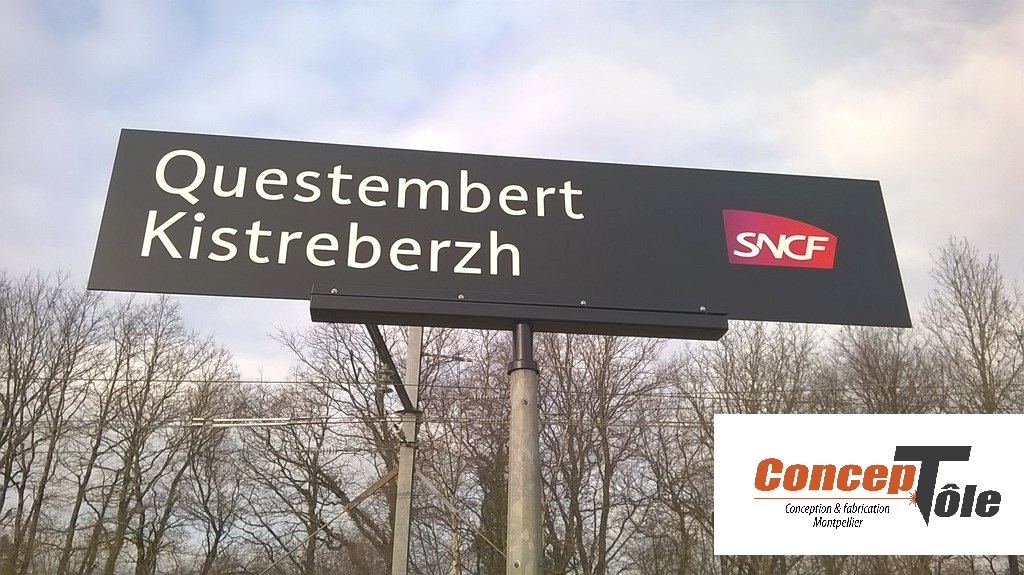 Questembert
Kistreberzh
SNCF
ConcepTôle
Conception & fabrication
Montpellier